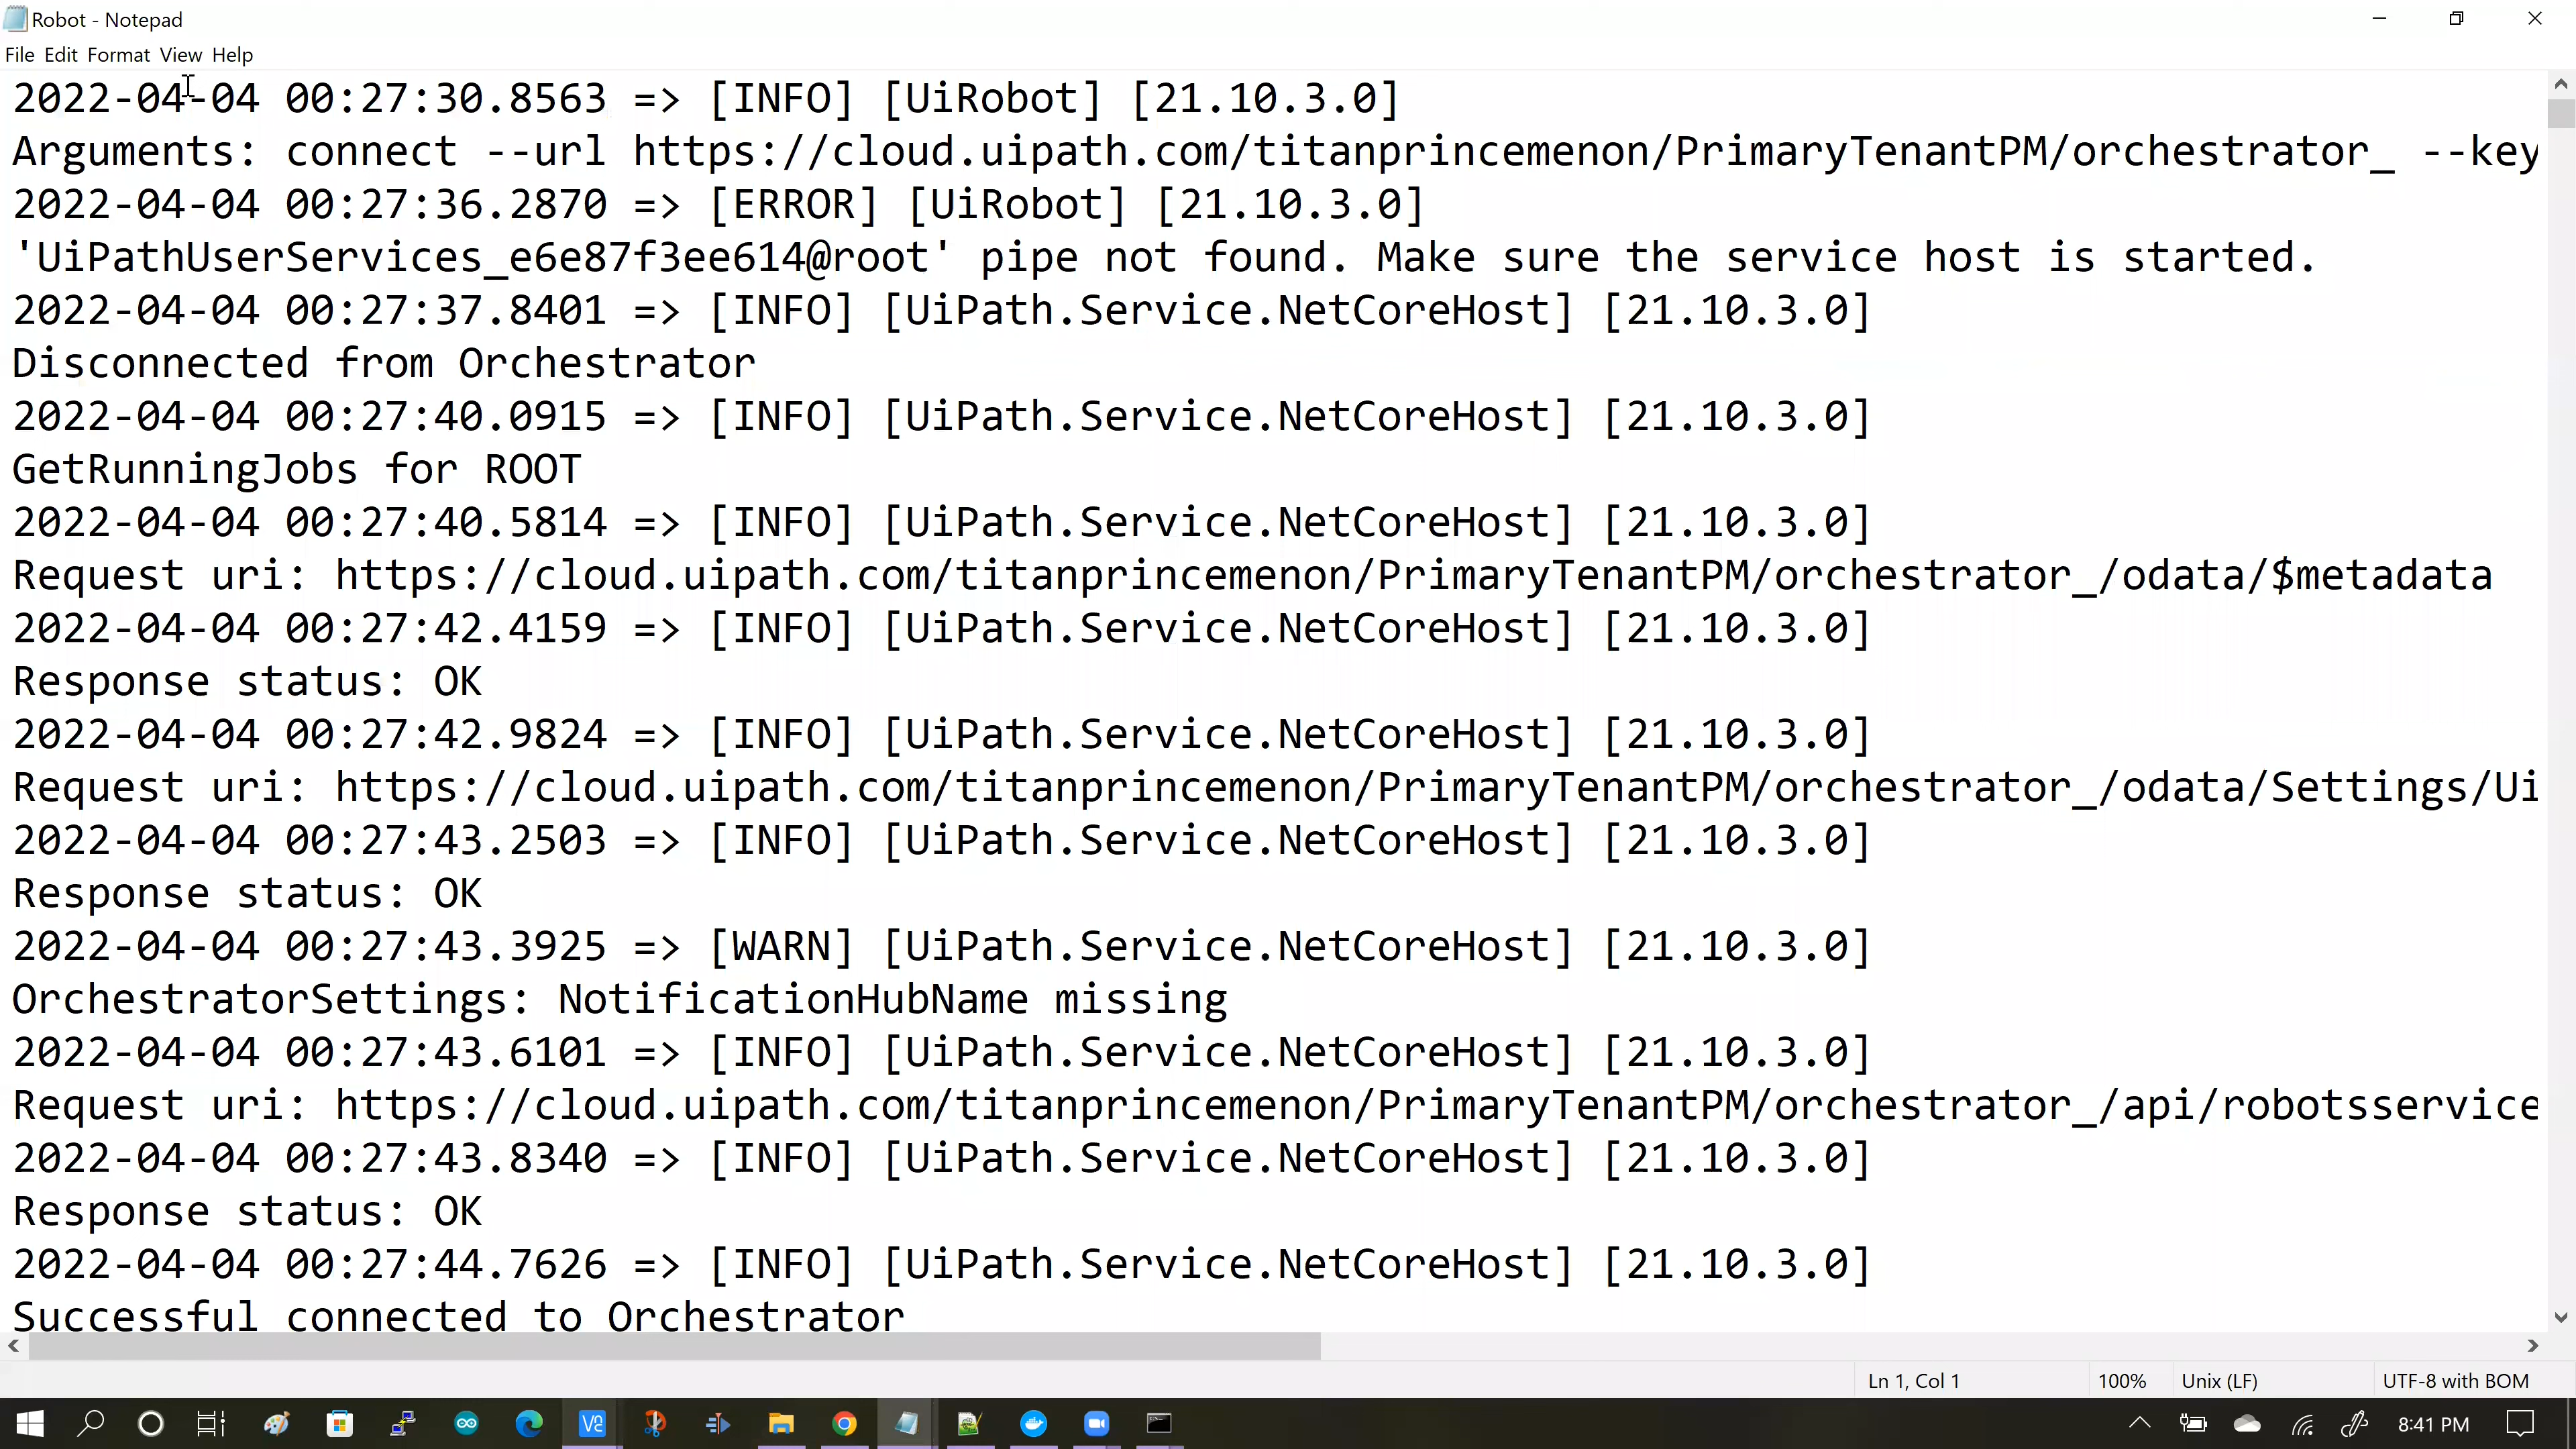 Robot - Notepad
File Edit Format View Help
2022-04-04 00:27:30.8563 => [INFO] [UiRobot] [21.10.3.0]
Arguments: connect --url https://cloud.uipath.com/titanprincemenon/PrimaryTenantPM/orchestrator_ --key
2022-04-04 00:27:36.2870 => [ERROR] [UiRobot] [21.10.3.0]
'UiPathUserServices_e6e87f3ee614@root' pipe not found. Make sure the service host is started.
2022-04-04 00:27:37.8401 => [INFO] [UiPath.Service.NetCoreHost] [21.10.3.0]
Disconnected from Orchestrator
2022-04-04 00:27:40.0915 => [INFO] [UiPath.Service.NetCoreHost] [21.10.3.0]
GetRunningJobs for ROOT
2022-04-04 00:27:40.5814 => [INFO] [UiPath.Service.NetCoreHost] [21.10.3.0]
Request uri: https://cloud.uipath.com/titanprincemenon/PrimaryTenantPM/orchestrator_/odata/$metadata
2022-04-04 00:27:42.4159 => [INFO] [UiPath.Service.NetCoreHost] [21.10.3.0]
Response status: OK
2022-04-04 00:27:42.9824 => [INFO] [UiPath.Service.NetCoreHost] [21.10.3.0]
Request uri: https://cloud.uipath.com/titanprincemenon/PrimaryTenantPM/orchestrator_/odata/Settings/Ui
2022-04-04 00:27:43.2503 => [INFO] [UiPath.Service.NetCoreHost] [21.10.3.0]
Response status: OK
2022-04-04 00:27:43.3925 => [WARN] [UiPath.Service.NetCoreHost] [21.10.3.0]
OrchestratorSettings: NotificationHubName missing
2022-04-04 00:27:43.6101 => [INFO] [UiPath.Service.NetCoreHost] [21.10.3.0]
Request uri: https://cloud.uipath.com/titanprincemenon/PrimaryTenantPM/orchestrator_/api/robotsservice
2022-04-04 00:27:43.8340 => [INFO] [UiPath.Service.NetCoreHost] [21.10.3.0]
Response status: OK
2022-04-04 00:27:44.7626 => [INFO] [UiPath.Service.NetCoreHost] [21.10.3.0]
Successful connected to Orchestrator
Ln 1, Col 1 100% Unix (LF) UTF-8 with BOM
8:41 PM